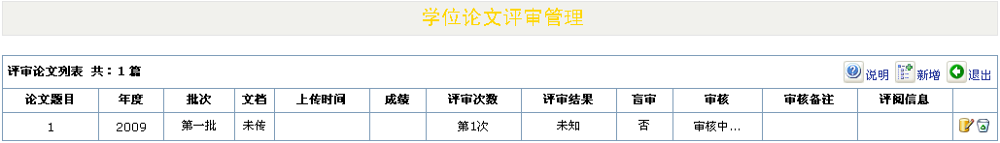 学位论文评审管理
评审论文列表 共：1 篇 说明 新增 退出
论文题目 年度 批次 文档 上传时间 成绩 评审次数 评审结果 盲审 审核 审核备注 评阅信息
1 2009 第一批 未传 第1次 未知 否 审核中...